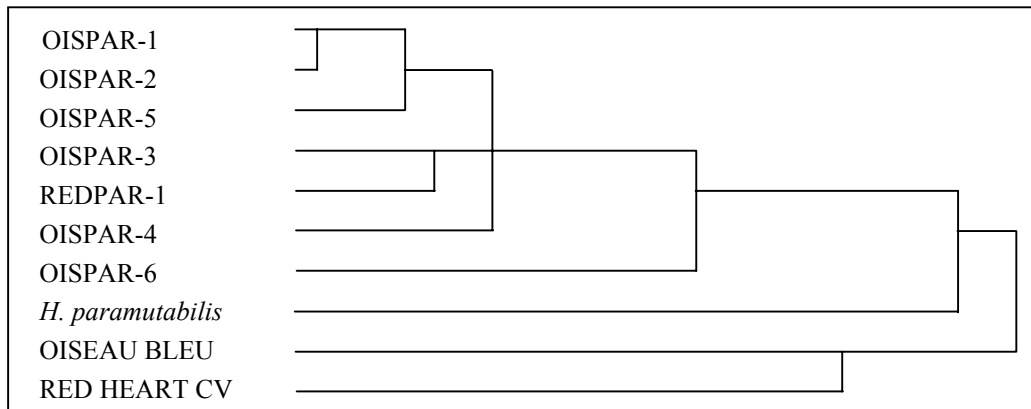 OISPAR-1
OISPAR-2
OISPAR-5
OISPAR-3
REDPAR-1
OISPAR-4
OISPAR-6
H. paramutabilis
OISEAU BLEU
RED HEART CV